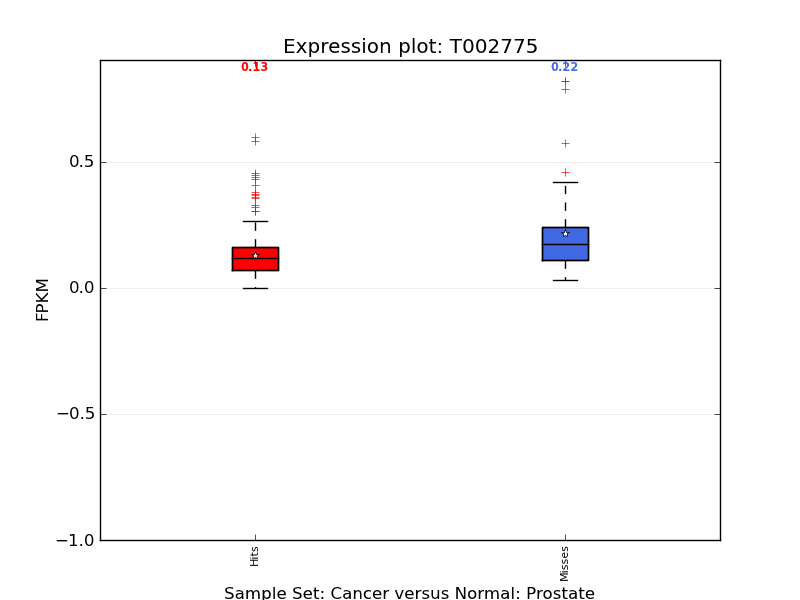 Expression plot: T002775
0.13
0.22
0.5
0.0
−0.5
−1.0
FPKM
Hits
Misses
Sample Set: Cancer versus Normal: Prostate